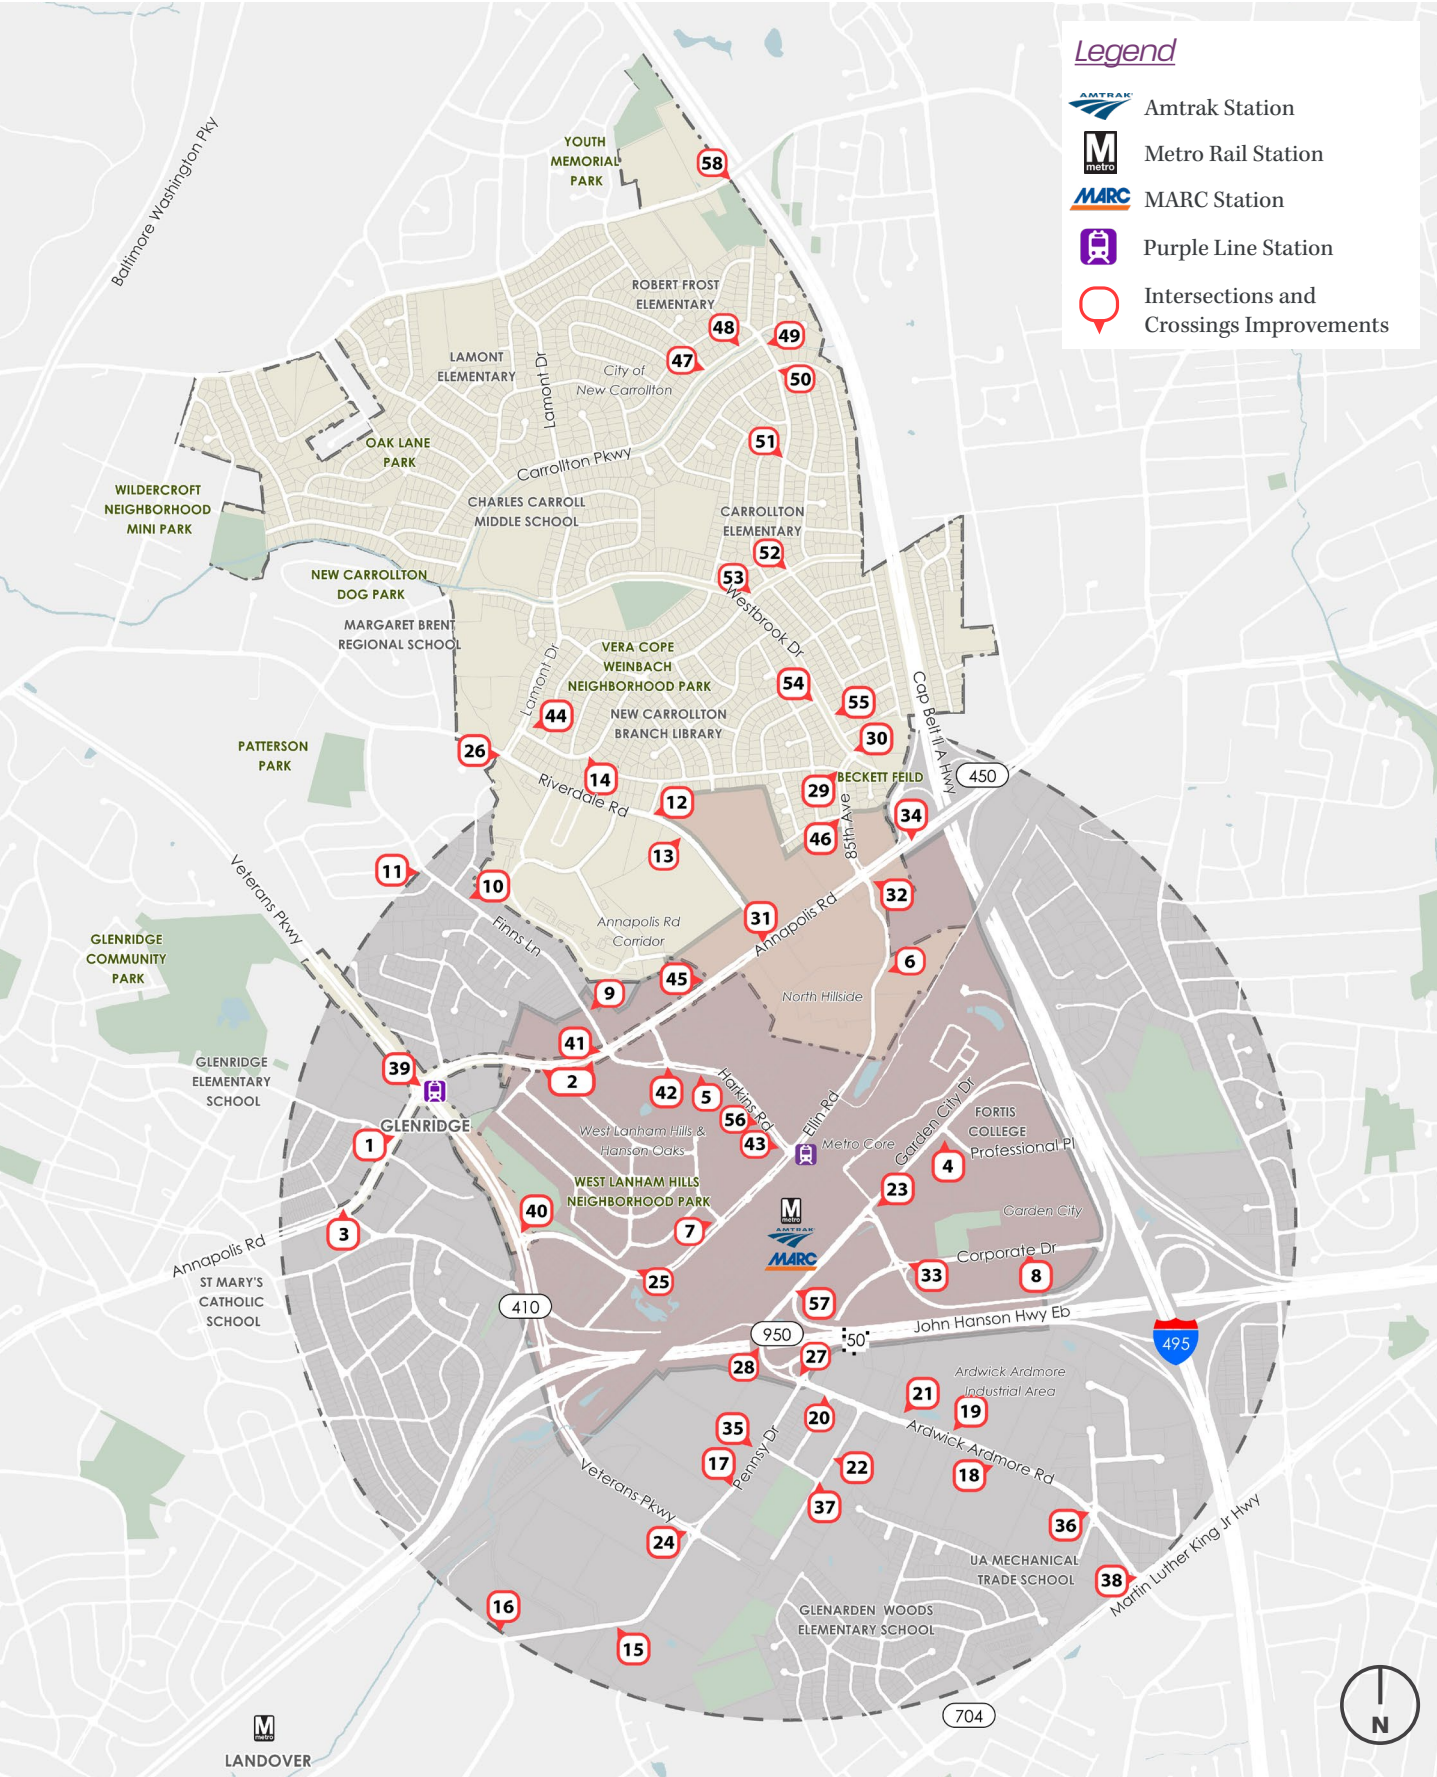 Legend
AMTRAK
Amtrak Station
M
metro
Metro Rail Station
MARC
MARC Station
Purple Line Station
Intersections and
Crossings Improvements
Baltimore Washington Pky
YOUTH
MEMORIAL
PARK
58
ROBERT FROST
ELEMENTARY
48
49
47
50
LAMONT
ELEMENTARY
Lamont Dr
City of
New Carrollton
OAK LANE
PARK
51
Carrollton Pkwy
WILDERCROFT
NEIGHBORHOOD
MINI PARK
CHARLES CARROLL
MIDDLE SCHOOL
CARROLLTON
ELEMENTARY
52
53
NEW CARROLLTON
DOG PARK
Westbrook Dr
MARGARET BRENT
REGIONAL SCHOOL
Lamont Dr
VERA COPE
WEINBACH
NEIGHBORHOOD PARK
54
55
44
NEW CARROLLTON
BRANCH LIBRARY
Cap Belt Il A Hwy
26
30
PATTERSON
PARK
14
BECKETT FEILD
450
Riverdale Rd
12
29
34
85th Ave
46
13
11
10
32
Veterans Pkwy
Annapolis Rd
Corridor
31
Annapolis Rd
Finns Ln
GLENRIDGE
COMMUNITY
PARK
6
45
9
North Hillside
41
39
2
GLENRIDGE
ELEMENTARY
SCHOOL
42
5
Harkins Rd
Ellin Rd
Garden City Dr
56
GLENRIDGE
FORTIS
COLLEGE
West Lanham Hills &
Hanson Oaks
43
Metro Core
Professional Pl
1
4
WEST LANHAM HILLS
NEIGHBORHOOD PARK
23
40
M
metro
Garden City
3
7
AMTRAK
MARC
Annapolis Rd
Corporate Dr
ST MARY'S
CATHOLIC
SCHOOL
25
33
8
410
57
John Hanson Hwy Eb
950
50
495
28
27
Ardwick Ardmore
Industrial Area
21
19
20
35
Ardwick Ardmore Rd
17
Pennsy Dr
22
18
Veterans Pkwy
37
36
24
Martin Luther King Jr Hwy
UA MECHANICAL
TRADE SCHOOL
38
16
GLENARDEN WOODS
ELEMENTARY SCHOOL
15
704
N
M
metro
LANDOVER